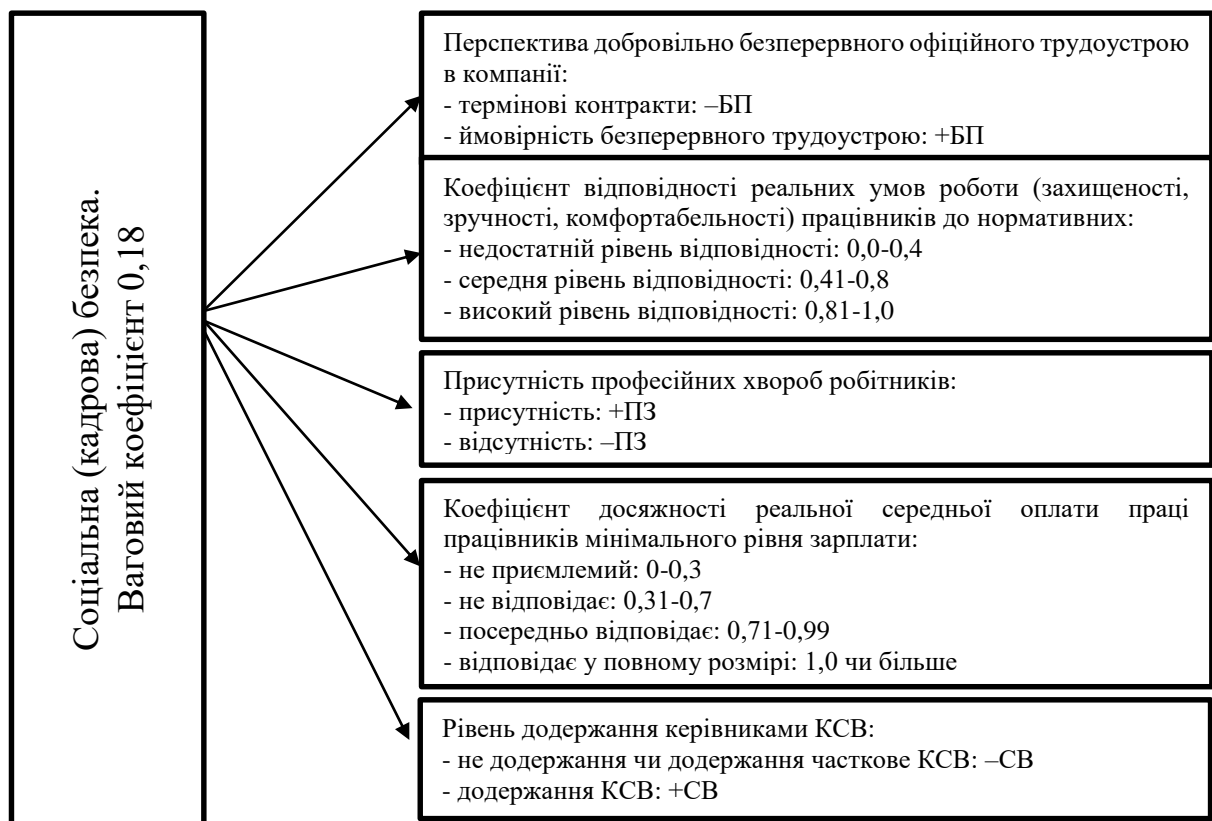 Соціальна (кадрова) безпека.
Ваговий коефіцієнт 0,18
Перспектива добровільно безперервного офіційного трудоустрою
в компанії:
- термінові контракти: –БП
- ймовірність безперервного трудоустрою: +БП
Коефіцієнт відповідності реальних умов роботи (захищеності,
зручності, комфортабельності) працівників до нормативних:
- недостатній рівень відповідності: 0,0-0,4
- середня рівень відповідності: 0,41-0,8
- високий рівень відповідності: 0,81-1,0
Присутність професійних хвороб робітників:
- присутність: +ПЗ
- відсутність: –ПЗ
Коефіцієнт досяжності реальної середньої оплати праці
працівників мінімального рівня зарплати:
- не приємлемий: 0-0,3
- не відповідає: 0,31-0,7
- посередньо відповідає: 0,71-0,99
- відповідає у повному розмірі: 1,0 чи більше
Рівень додержання керівниками КСВ:
- не додержання чи додержання часткове КСВ: –СВ
- додержання КСВ: +СВ